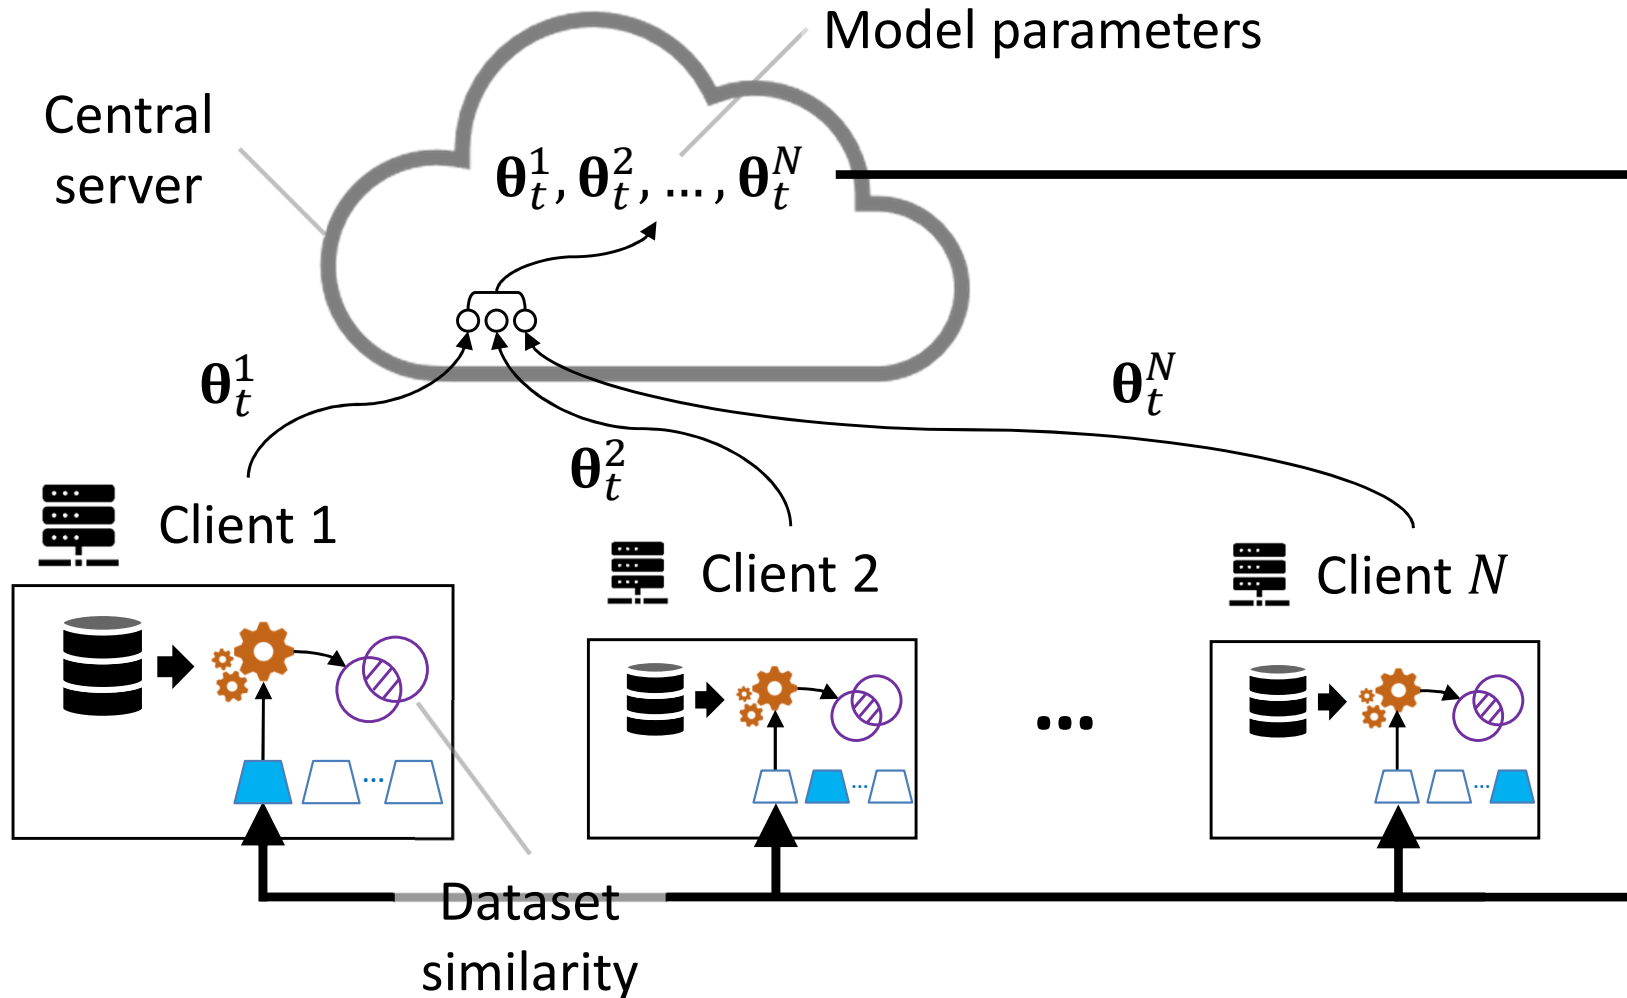 Model parameters
Central
server
𝛉_t^1, 𝛉_t^2, ... , 𝛉_t^N
𝛉_t^1
𝛉_t^N
𝛉_t^2
Client 1
Client 2
Client N
...
...
...
...
Dataset
similarity